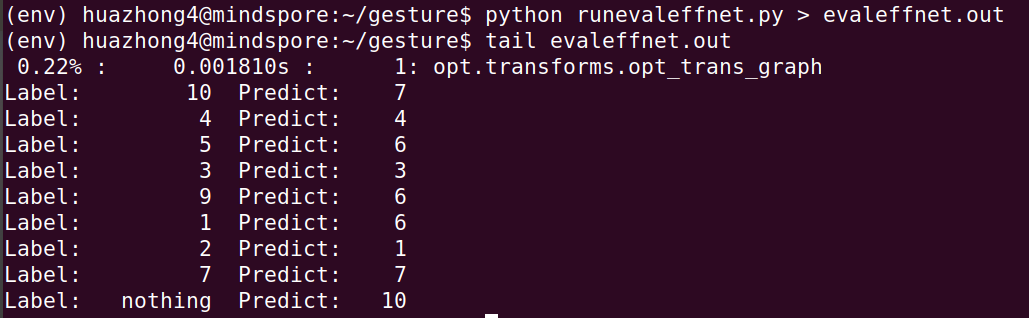 (env) huazhong4@mindspore:~/gesture$ python runevaleffnet.py > evaleffnet.out
(env) huazhong4@mindspore:~/gesture$ tail evaleffnet.out
 0.22% :     0.001810s :      1: opt.transforms.opt_trans_graph
Label:        10  Predict:    7
Label:         4  Predict:    4
Label:         5  Predict:    6
Label:         3  Predict:    3
Label:         9  Predict:    6
Label:         1  Predict:    6
Label:         2  Predict:    1
Label:         7  Predict:    7
Label:   nothing  Predict:   10